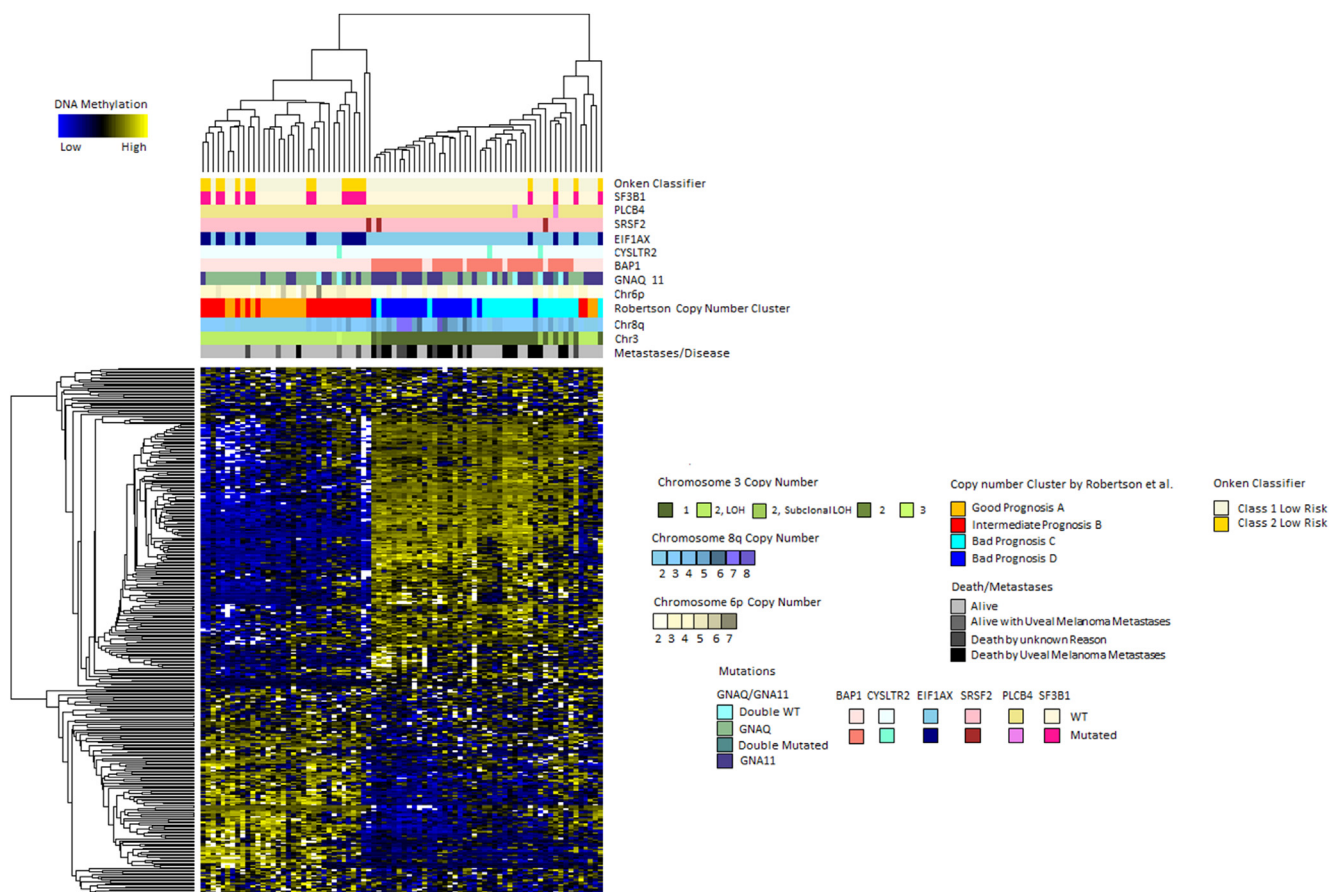 DNA Methylation
Low High
Onken Classifier
SF3B1
PLCB4
SRSF2
EIF1AX
CYSLTR2
BAP1
GNAQ 11
Chr6p
Robertson Copy Number Cluster
Chr8q
Chr3
Metastases/Disease
Chromosome 3 Copy Number
1 2, LOH 2, Subclonal LOH 2 3
Chromosome 8q Copy Number
2 3 4 5 6 7 8
Chromosome 6p Copy Number
2 3 4 5 6 7
Copy number Cluster by Robertson et al.
Good Prognosis A
Intermediate Prognosis B
Bad Prognosis C
Bad Prognosis D
Onken Classifier
Class 1 Low Risk
Class 2 Low Risk
Death/Metastases
Alive
Alive with Uveal Melanoma Metastases
Death by unknown Reason
Death by Uveal Melanoma Metastases
Mutations
GNAQ/GNA11
Double WT
GNAQ
Double Mutated
GNA11
BAP1 CYSLTR2 EIF1AX SRSF2 PLCB4 SF3B1
WT
Mutated